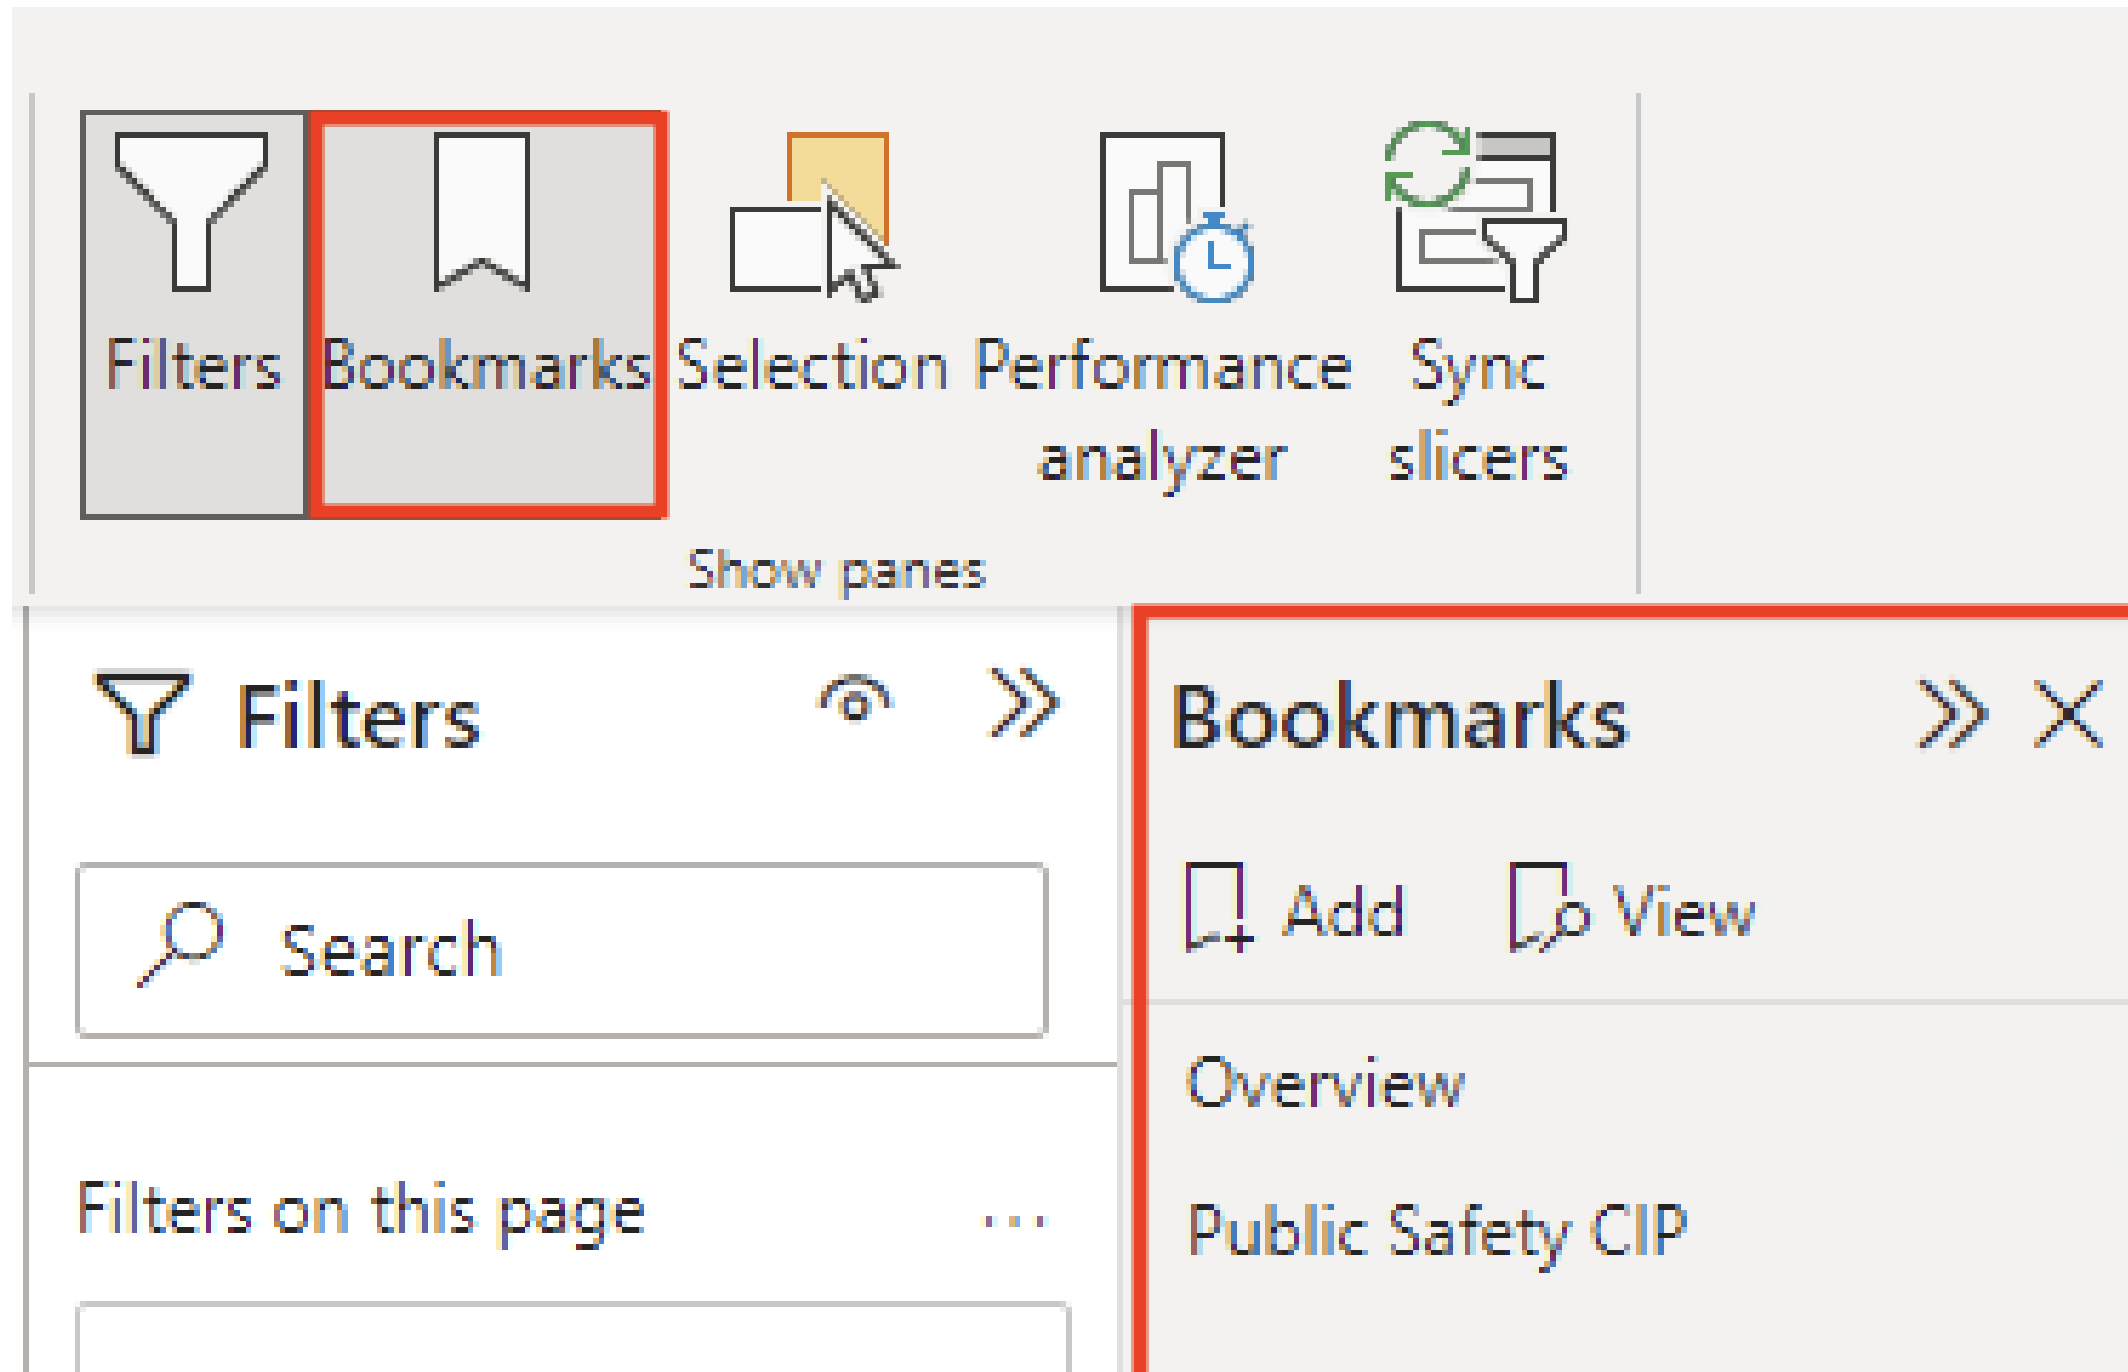 Filters Bookmarks Selection Performance Sync
analyzer slicers
Show panes
Filters
Search
Filters on this page ...
Bookmarks
Add View
Overview
Public Safety CIP